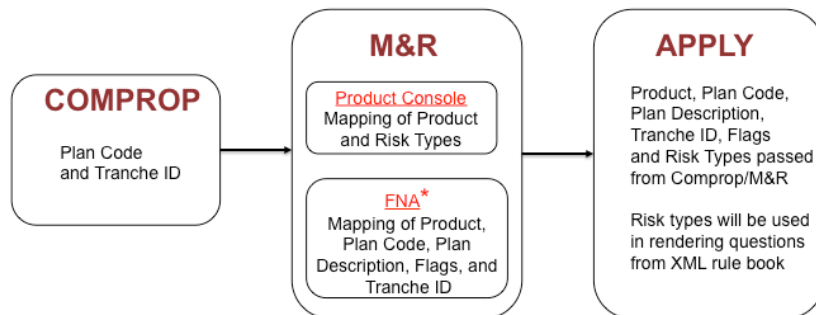 COMPROP
Plan Code
and Tranche ID
M&R
Product Console
Mapping of Product
and Risk Types
FNA*
Mapping of Product,
Plan Code, Plan
Description, Flags, and
Tranche ID
APPLY
Product, Plan Code,
Plan Description,
Tranche ID, Flags
and Risk Types passed
from Comprop/M&R
Risk types will be used
in rendering questions
from XML rule book